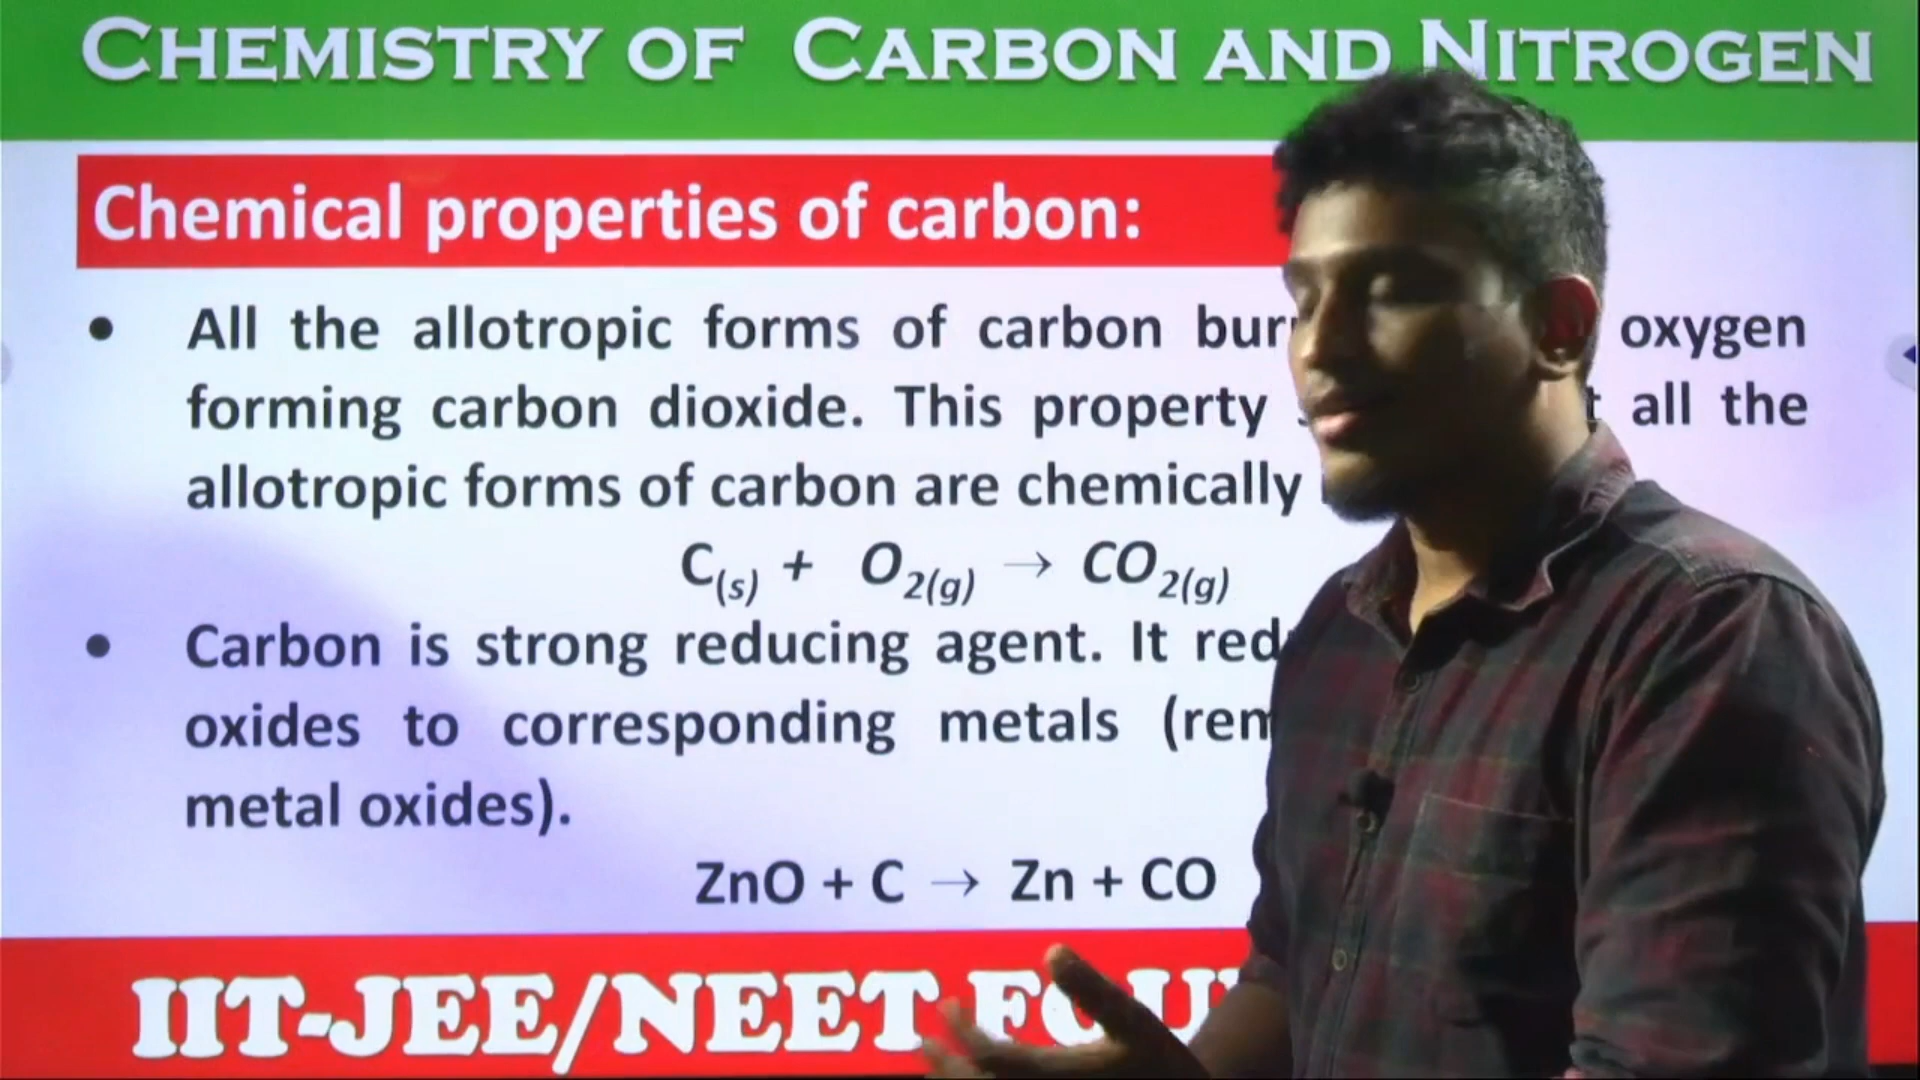 CHEMISTRY OF CARBON AND NITROGEN
Chemical properties of carbon:
• All the allotropic forms of carbon oxygen
forming carbon dioxide. This property all the
allotropic forms of carbon are chemically
C(s) + O2(g) → CO2(g)
• Carbon is strong reducing agent. It
oxides to corresponding metals
metal oxides).
ZnO + C → Zn + CO
IIT-JEE/NEET